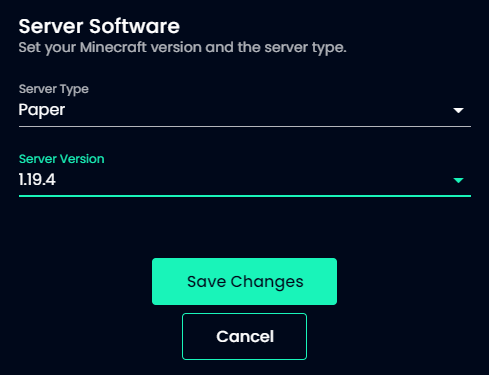 Server Software
Set your Minecraft version and the server type.
Server Type
Paper
Server Version
1.19.4
Save Changes
Cancel